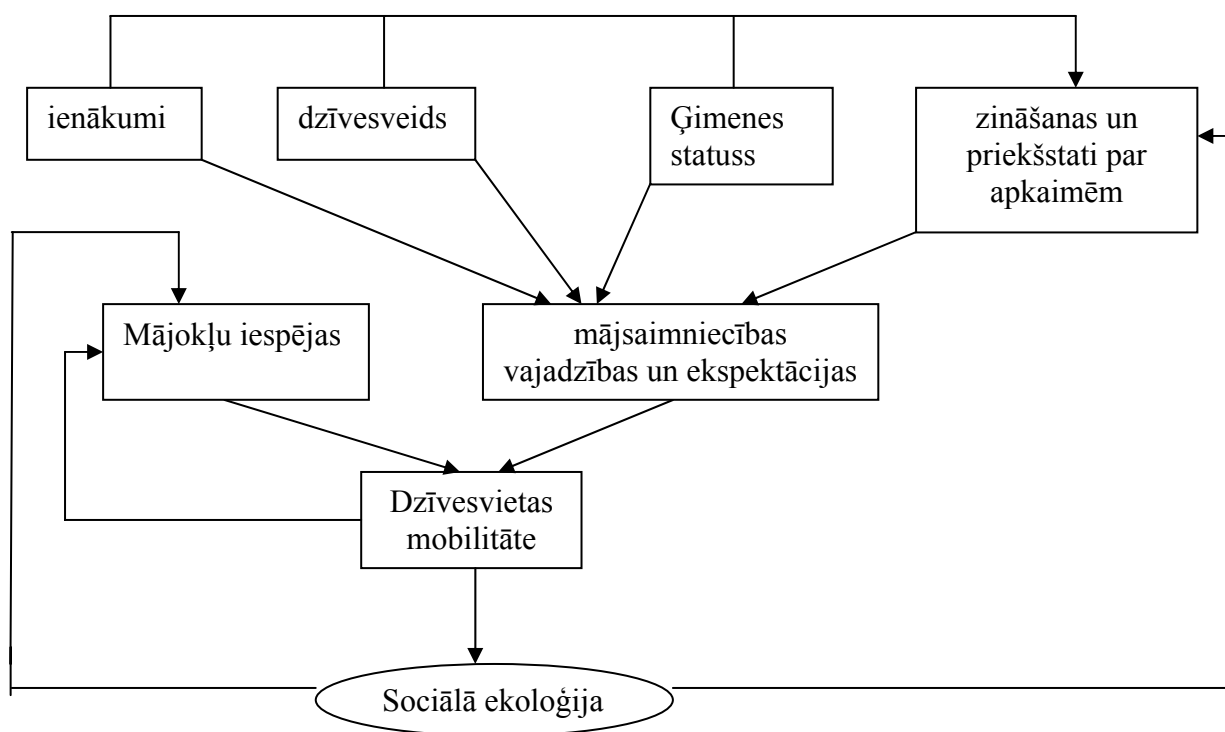 ienākumi
dzīvesveids
Ģimenes
statuss
zināšanas un
priekšstati par
apkaimēm
Mājokļu iespējas
mājsaimniecības
vajadzības un ekspektācijas
Dzīvesvietas
mobilitāte
Sociālā ekoloģija